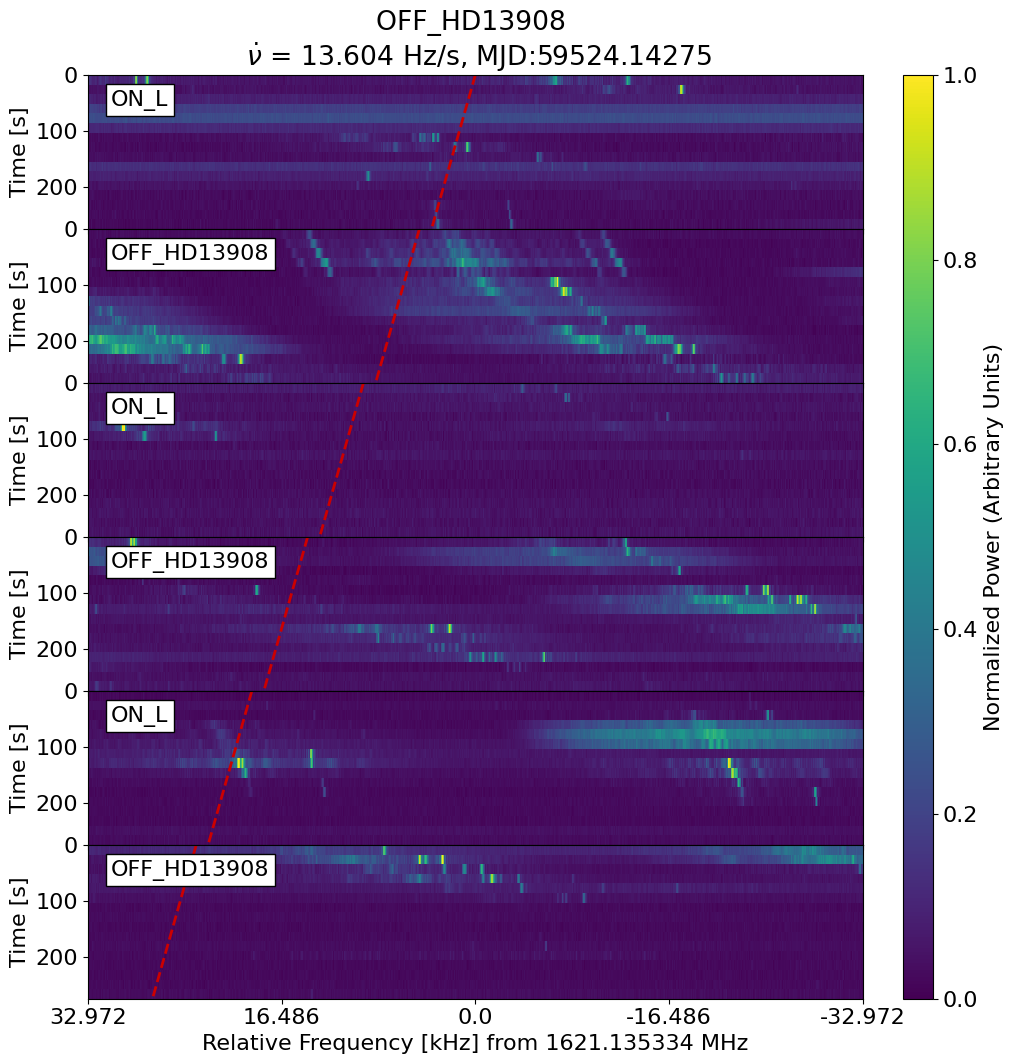 OFF_HD13908
ν̇ = 13.604 Hz/s, MJD:59524.14275
0
100
200
Time [s]
ON_L
0
100
200
Time [s]
OFF_HD13908
0
100
200
Time [s]
ON_L
0
100
200
Time [s]
OFF_HD13908
0
100
200
Time [s]
ON_L
0
100
200
Time [s]
OFF_HD13908
32.972
16.486
0.0
-16.486
-32.972
Relative Frequency [kHz] from 1621.135334 MHz
1.0
0.8
0.6
0.4
0.2
0.0
Normalized Power (Arbitrary Units)